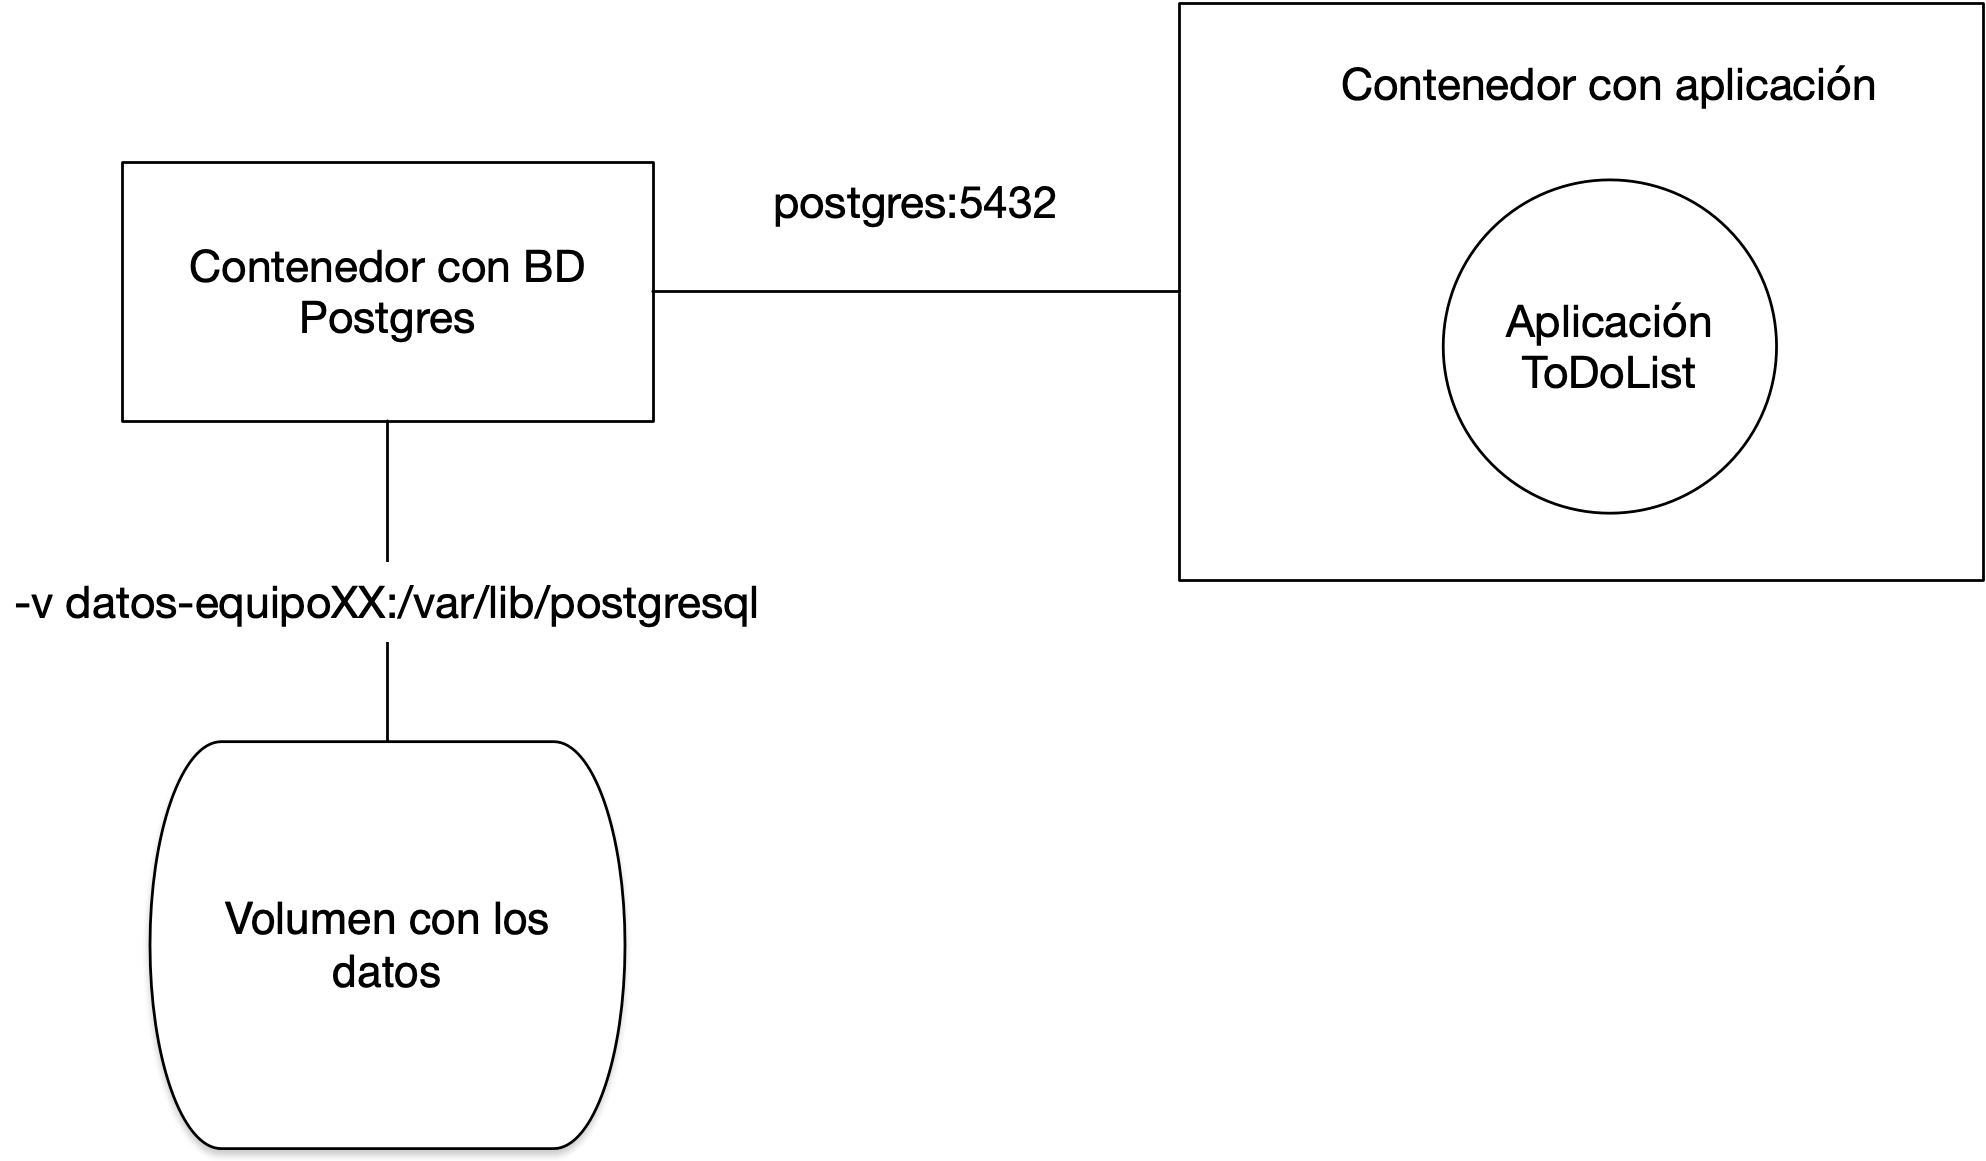 Contenedor con aplicación
postgres:5432
Contenedor con BD
Postgres
Aplicación
ToDoList
-v datos-equipoXX:/var/lib/postgresql
Volumen con los
datos